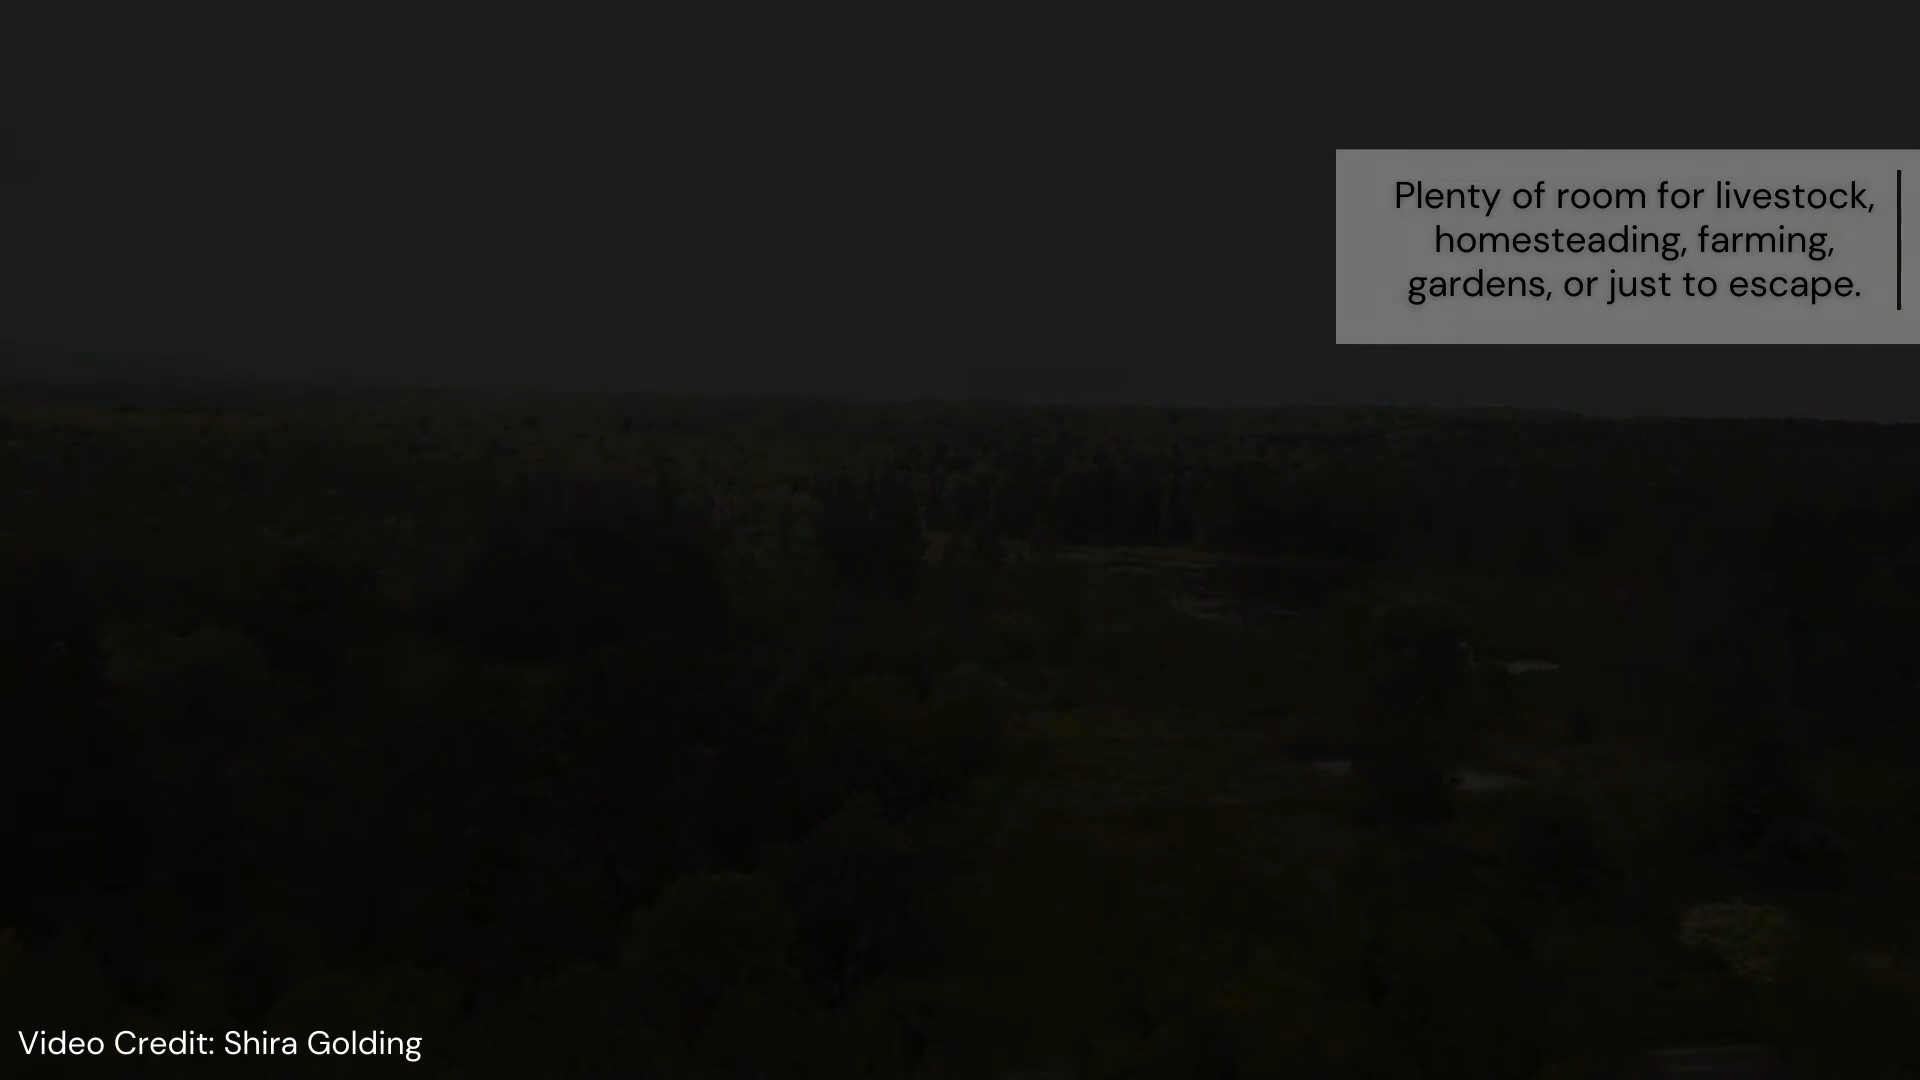 Plenty of room for livestock,
homesteading, farming,
gardens, or just to escape.
Video Credit: Shira Golding